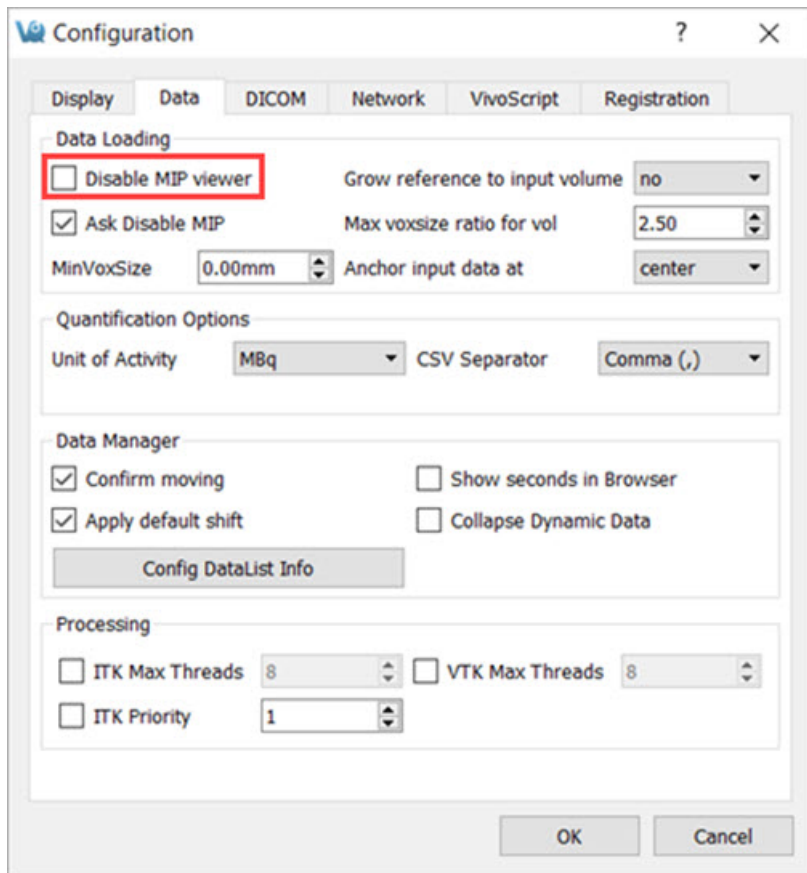 Configuration
Display Data DICOM Network VivoScript Registration
Data Loading
Disable MIP viewer Grow reference to input volume no
Ask Disable MIP Max voxsize ratio for vol 2.50
MinVoxSize 0.00mm Anchor input data at center
Quantification Options
Unit of Activity MBq CSV Separator Comma (,)
Data Manager
Confirm moving Show seconds in Browser
Apply default shift Collapse Dynamic Data
Config DataList Info
Processing
ITK Max Threads 8 VTK Max Threads 8
ITK Priority 1
OK Cancel